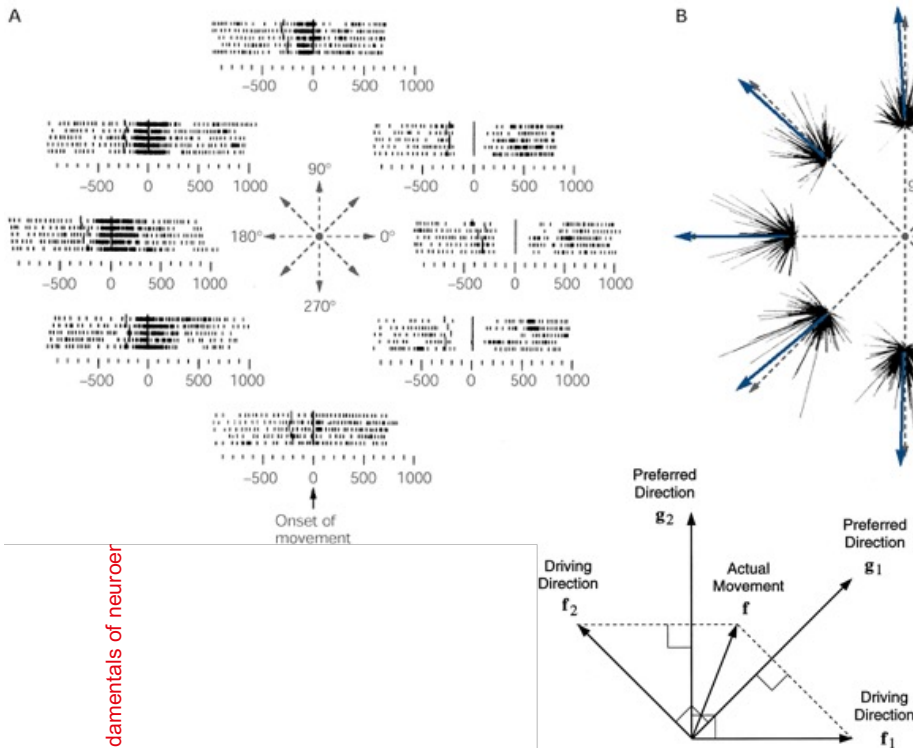 A
B
−500 0 500 1000
−500 0 500 1000
−500 0 500 1000
90°
180°
0°
270°
−500 0 500 1000
−500 0 500 1000
−500 0 500 1000
−500 0 500 1000
−500 0 500 1000
Onset of
movement
Preferred
Direction
g2
Preferred
Direction
g1
Driving
Direction
f2
Actual
Movement
f
Driving
Direction
f1
damentals of neuroer